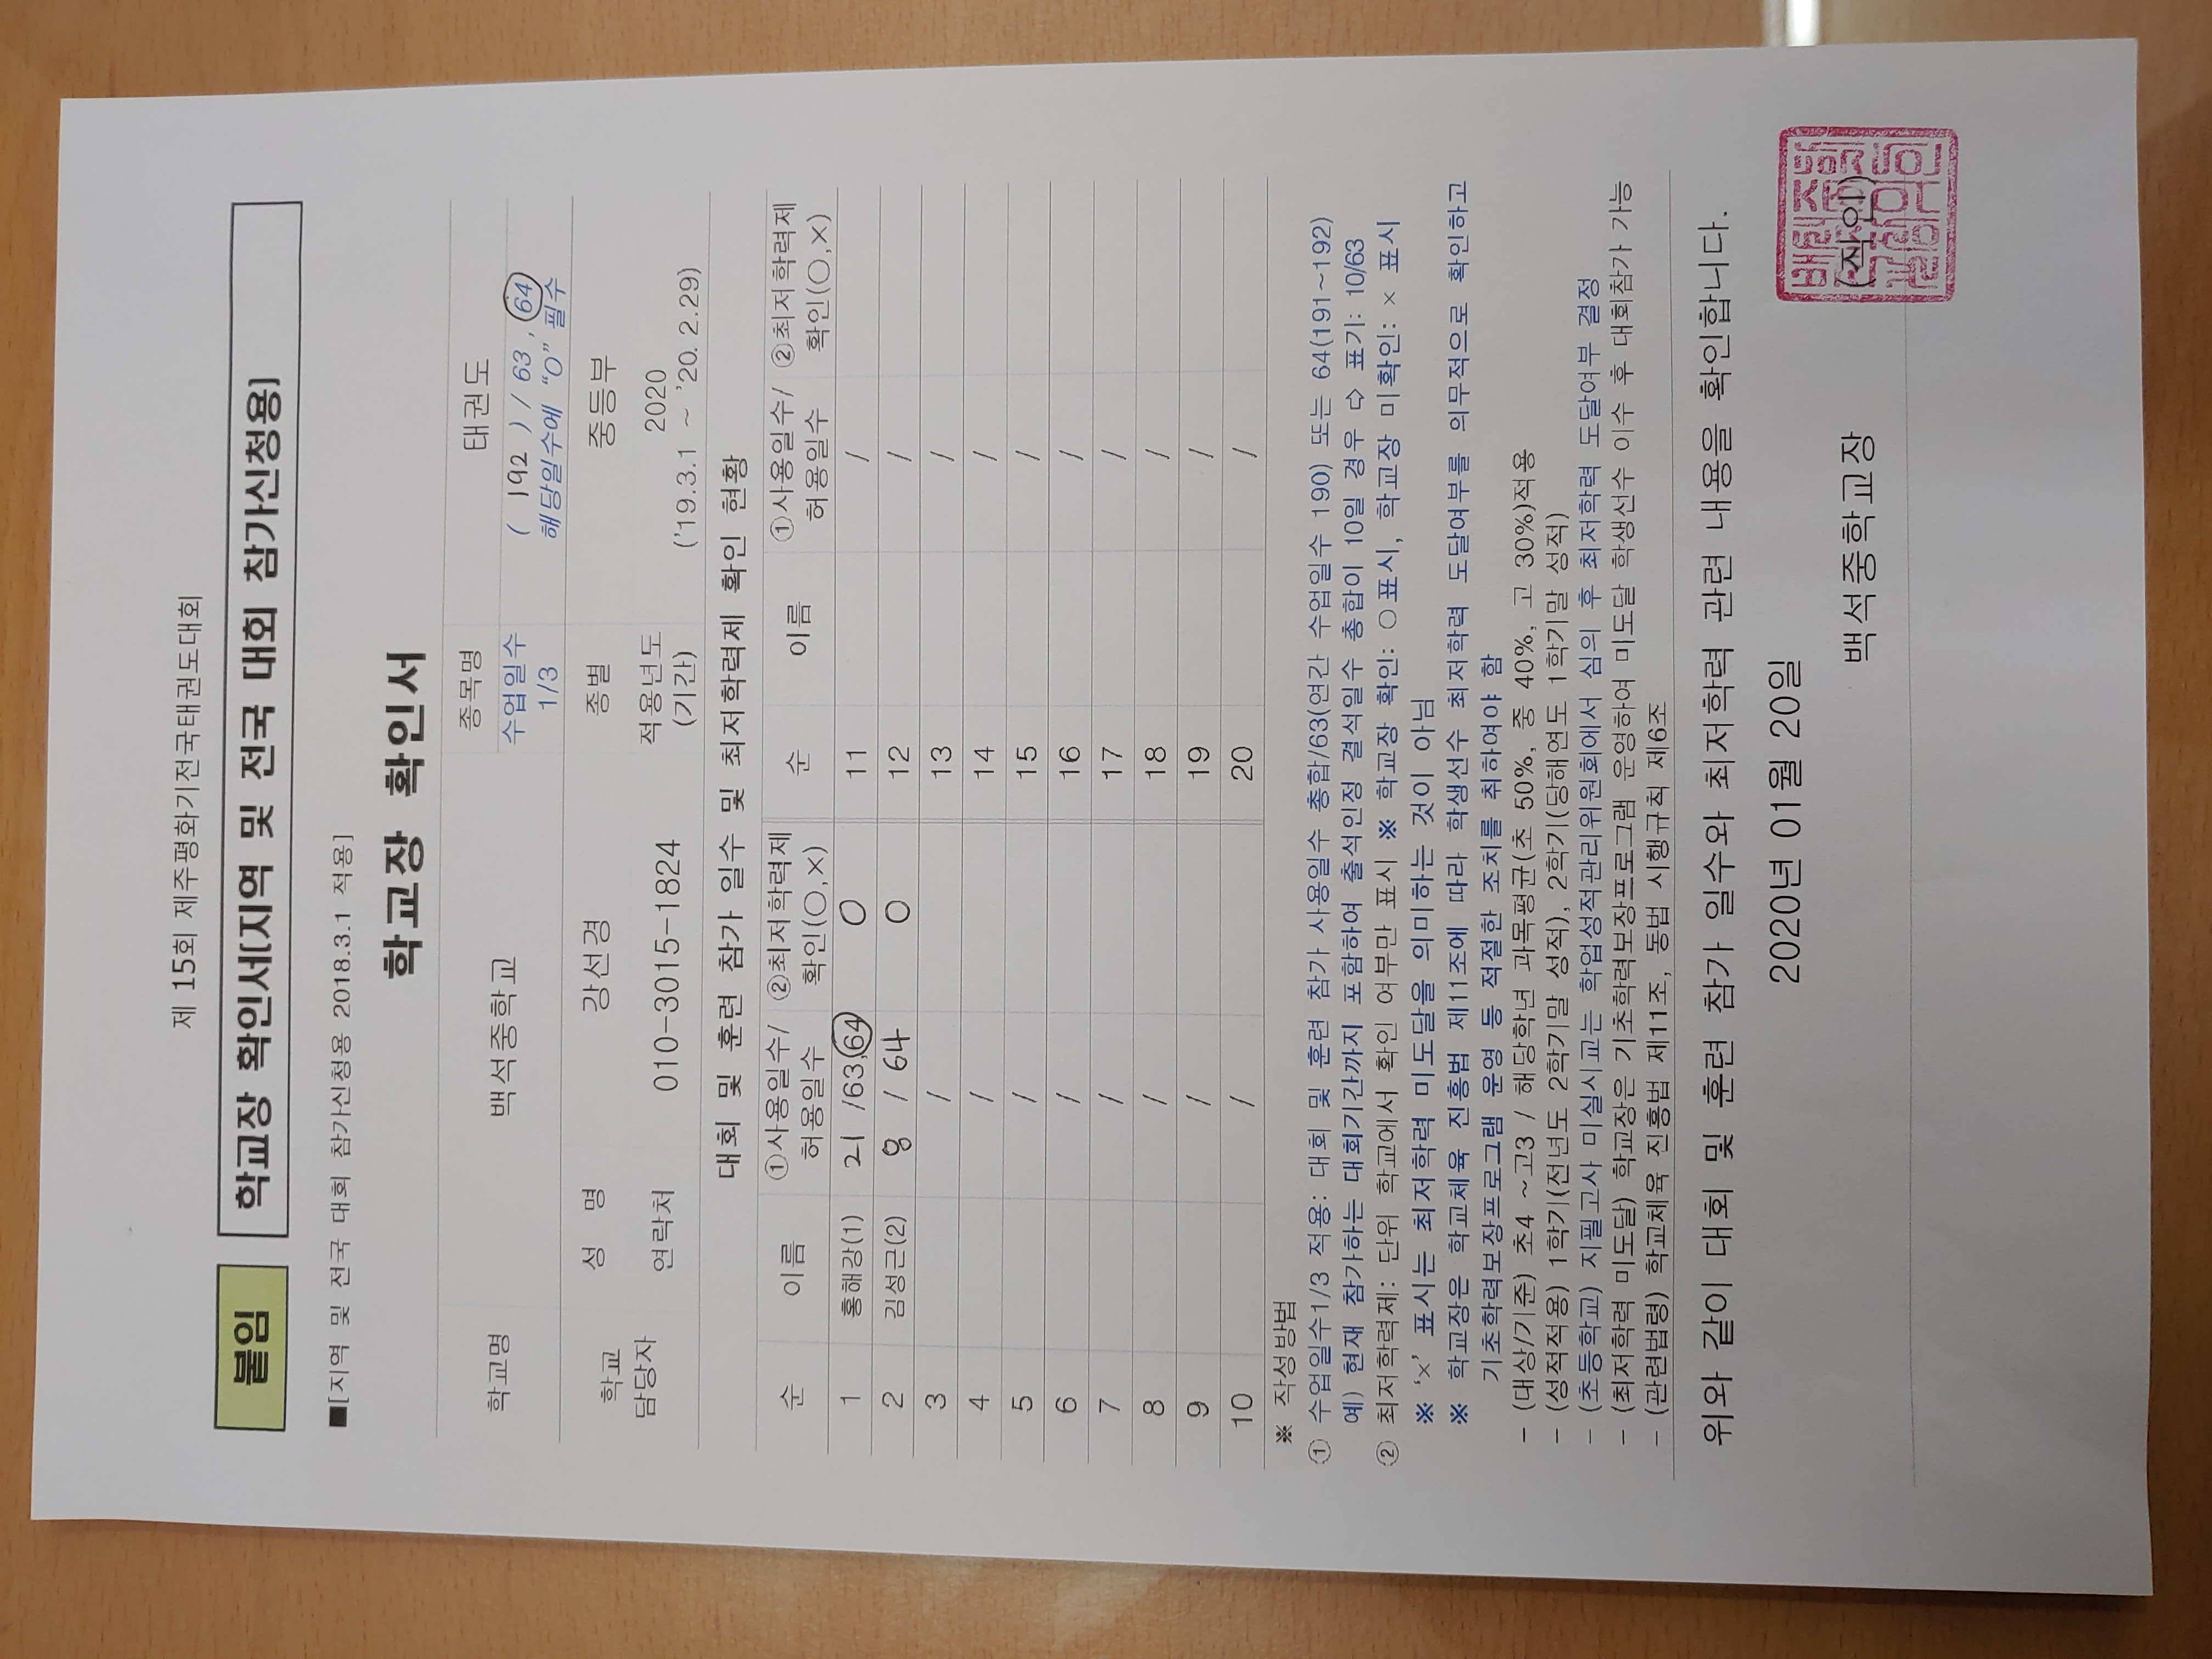 제 15회 제주평화기전국태권도대회
붙임 학교장 확인서(지역 및 전국 대회 참가신청용)
■[지역 및 전국 대회 참가신청용 2018.3.1 적용]
학교장 확인서
학교명 백석중학교 종목명 태권도
수업일수 1/3 ( 192 ) / 63 , 64
해당일수에 "O" 필수
학교 담당자 성 명 강선경 종별 중등부
연락처 010-3015-1824 적용년도 (기간) 2020
('19.3.1 ~ '20. 2.29)
대회 및 훈련 참가 일수 및 최저학력제 확인 현황
순 이름 ①사용일수/허용일수 ②최저학력제 확인(○,×) 순 이름 ①사용일수/허용일수 ②최저학력제 확인(○,×)
1 홍해강(1) 21 /63,64 O 11 /
2 김성근(2) 8 / 64 O 12 /
3 / 13 /
4 / 14 /
5 / 15 /
6 / 16 /
7 / 17 /
8 / 18 /
9 / 19 /
10 / 20 /
※ 작성방법
① 수업일수1/3 적용: 대회 및 훈련 참가 사용일수 총합/63(연간 수업일수 190) 또는 64(191~192)
예) 현재 참가하는 대회기간까지 포함하여 출석인정 결석일수 총합이 10일 경우 ⇨ 표기: 10/63
② 최저학력제: 단위 학교에서 확인 여부만 표시 ※ 학교장 확인: ○표시, 학교장 미확인: × 표시
※ '×' 표시는 최저학력 미도달을 의미하는 것이 아님
※ 학교장은 학교체육 진흥법 제11조에 따라 학생선수 최저학력 도달여부를 의무적으로 확인하고
기초학력보장프로그램 운영 등 적절한 조치를 취하여야 함
- (대상/기준) 초4 ~고3 / 해당학년 과목평균(초 50%, 중 40%, 고 30%)적용
- (성적적용) 1학기(전년도 2학기말 성적), 2학기(당해연도 1학기말 성적)
- (초등학교) 지필고사 미실시교는 학업성적관리위원회에서 심의 후 최저학력 도달여부 결정
- (최저학력 미도달) 학교장은 기초학력보장프로그램 운영하여 미도달 학생선수 이수 후 대회참가 가능
- (관련법령) 학교체육 진흥법 제11조, 동법 시행규칙 제6조
위와 같이 대회 및 훈련 참가 일수와 최저학력 관련 내용을 확인합니다.
2020년 01월 20일
백석중학교장 (직인)